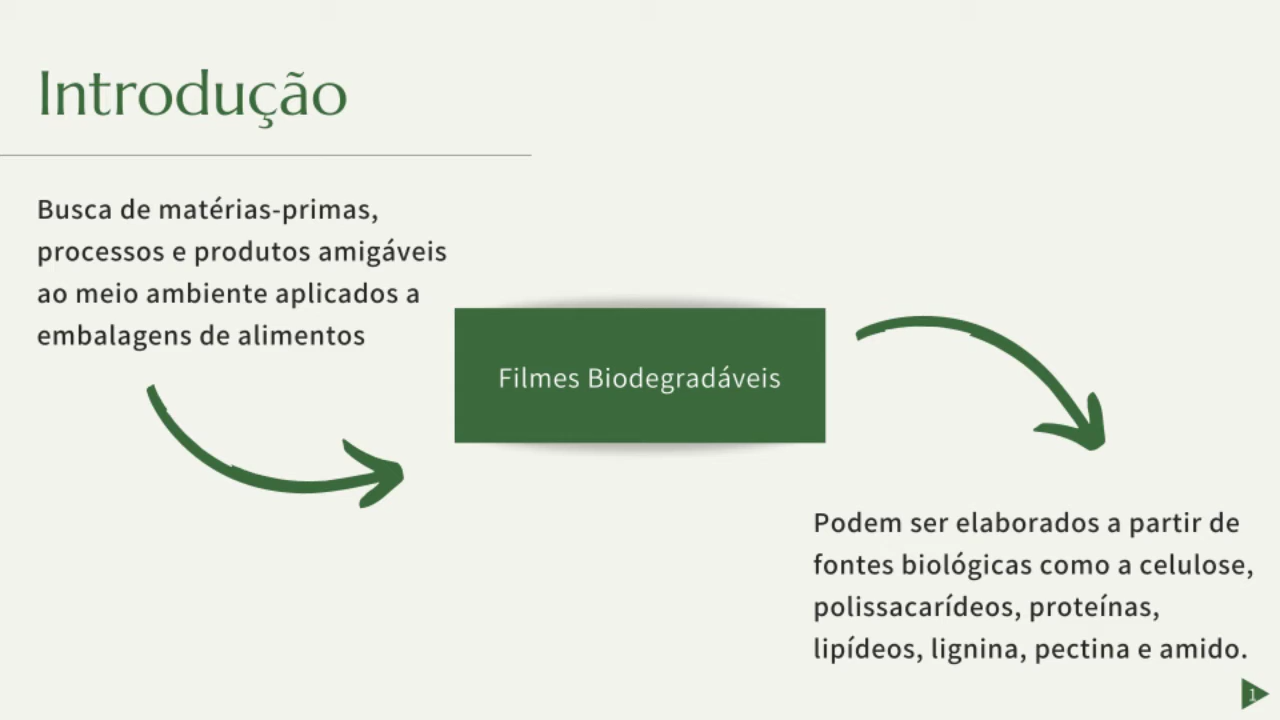 Introdução
Busca de matérias-primas,
processos e produtos amigáveis
ao meio ambiente aplicados a
embalagens de alimentos
Filmes Biodegradáveis
Podem ser elaborados a partir de
fontes biológicas como a celulose,
polissacarídeos, proteínas,
lipídeos, lignina, pectina e amido.
1